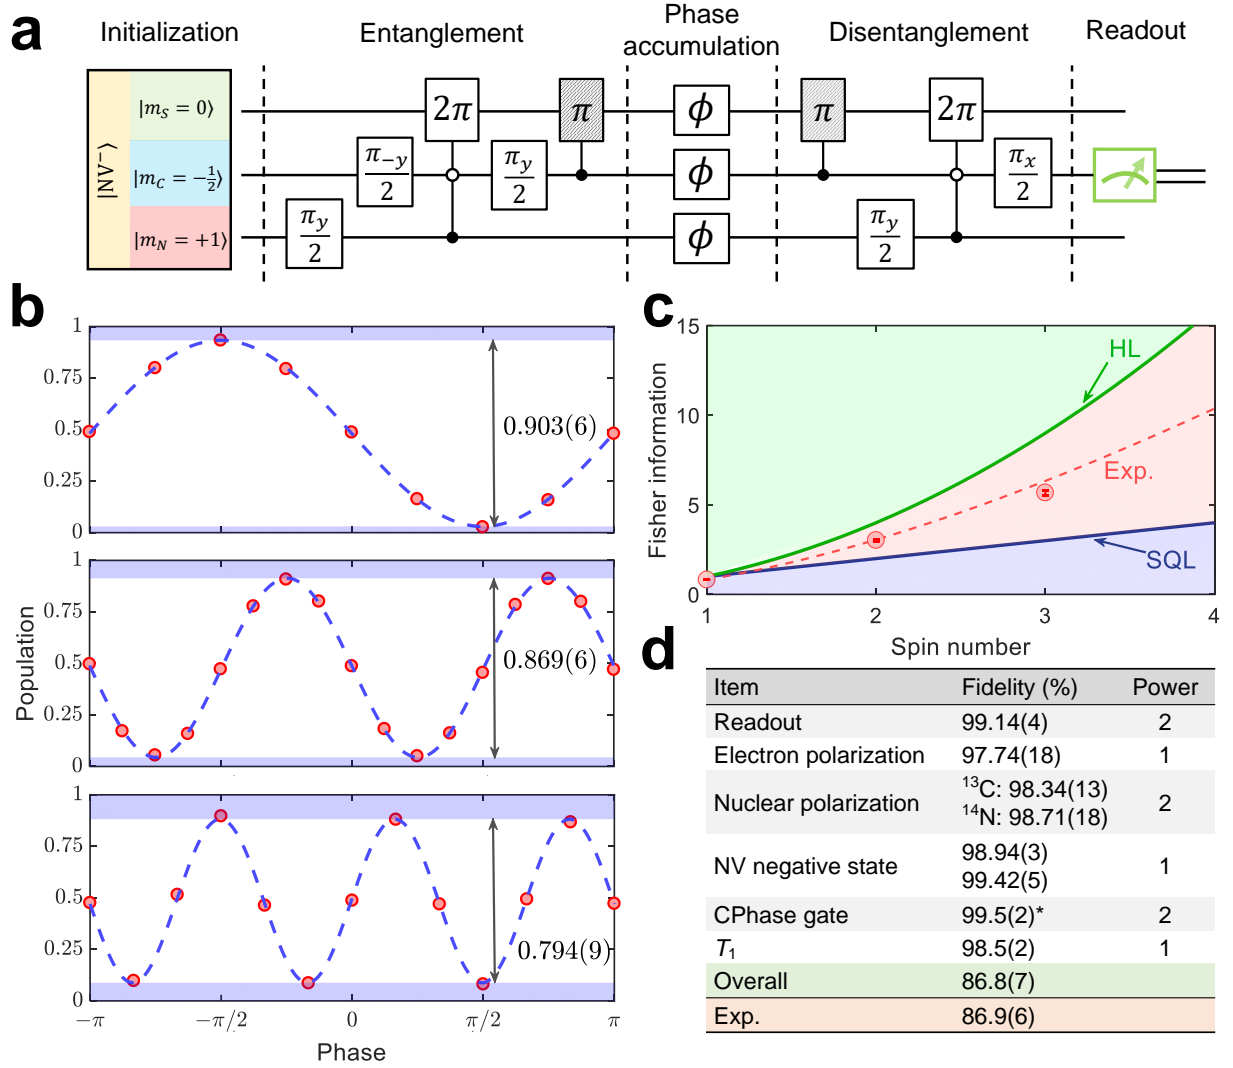 a
Initialization
Entanglement
Phase
accumulation
Disentanglement
Readout
|NV⁻⟩
|m_S = 0⟩
|m_C = −1/2⟩
|m_N = +1⟩
π_y/2
π_−y/2
2π
π_y/2
π
ϕ
ϕ
ϕ
π
π_y/2
2π
π_x/2
b
Population
1
0.75
0.5
0.25
0
0.903(6)
1
0.75
0.5
0.25
0
0.869(6)
1
0.75
0.5
0.25
0
0.794(9)
−π
−π/2
0
π/2
π
Phase
c
Fisher information
15
10
5
0
HL
Exp.
SQL
1
2
3
4
Spin number
d
Item Fidelity (%) Power
Readout 99.14(4) 2
Electron polarization 97.74(18) 1
Nuclear polarization ¹³C: 98.34(13) 2
¹⁴N: 98.71(18)
NV negative state 98.94(3) 1
99.42(5)
CPhase gate 99.5(2)* 2
T₁ 98.5(2) 1
Overall 86.8(7)
Exp. 86.9(6)